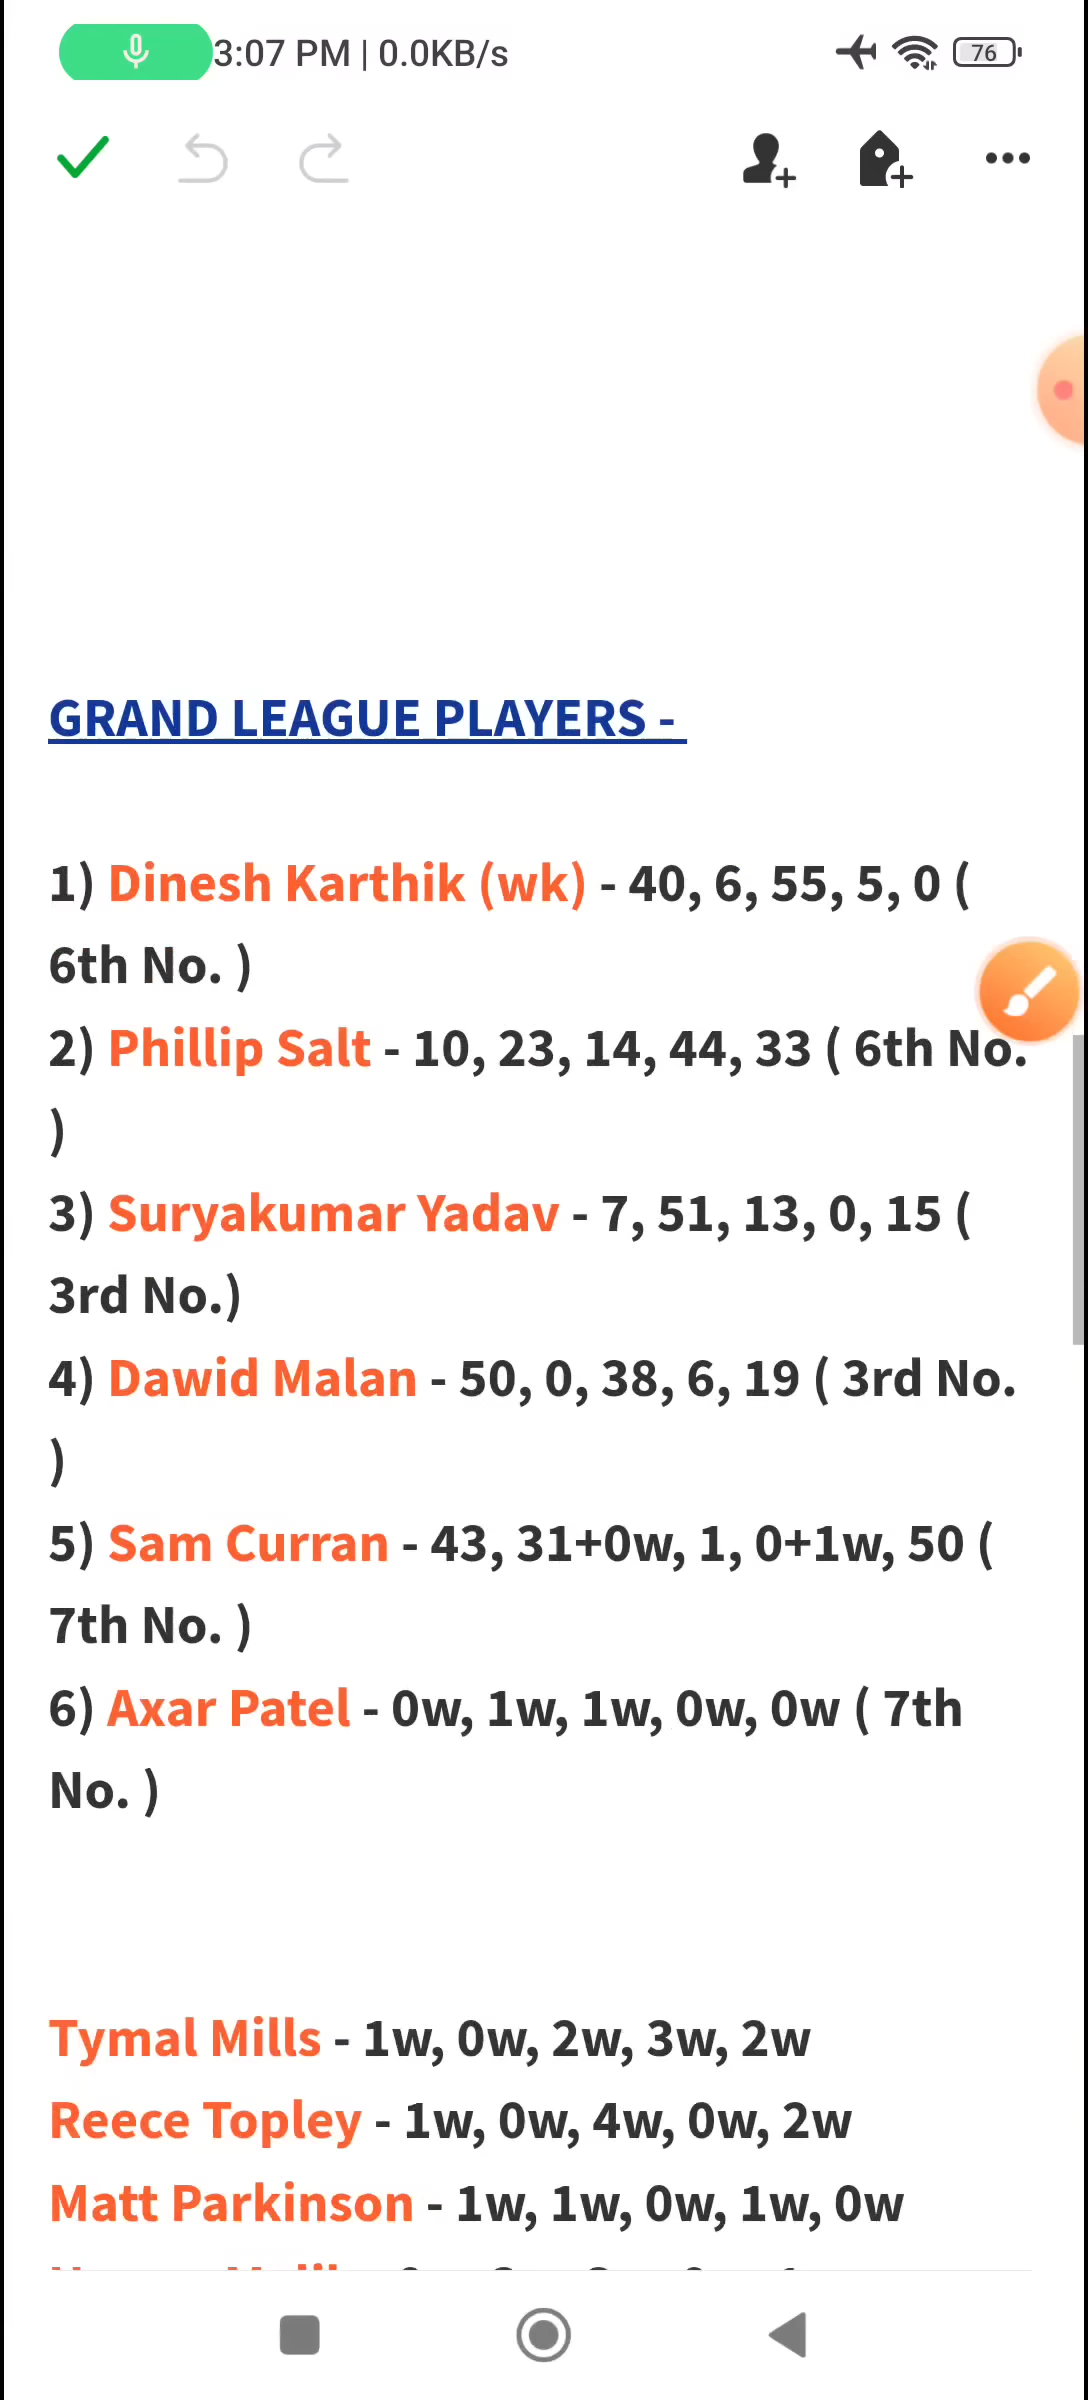 3:07 PM | 0.0KB/s
76
GRAND LEAGUE PLAYERS -
1) Dinesh Karthik (wk) - 40, 6, 55, 5, 0 (
6th No. )
2) Phillip Salt - 10, 23, 14, 44, 33 ( 6th No.
)
3) Suryakumar Yadav - 7, 51, 13, 0, 15 (
3rd No.)
4) Dawid Malan - 50, 0, 38, 6, 19 ( 3rd No.
)
5) Sam Curran - 43, 31+0w, 1, 0+1w, 50 (
7th No. )
6) Axar Patel - 0w, 1w, 1w, 0w, 0w ( 7th
No. )
Tymal Mills - 1w, 0w, 2w, 3w, 2w
Reece Topley - 1w, 0w, 4w, 0w, 2w
Matt Parkinson - 1w, 1w, 0w, 1w, 0w